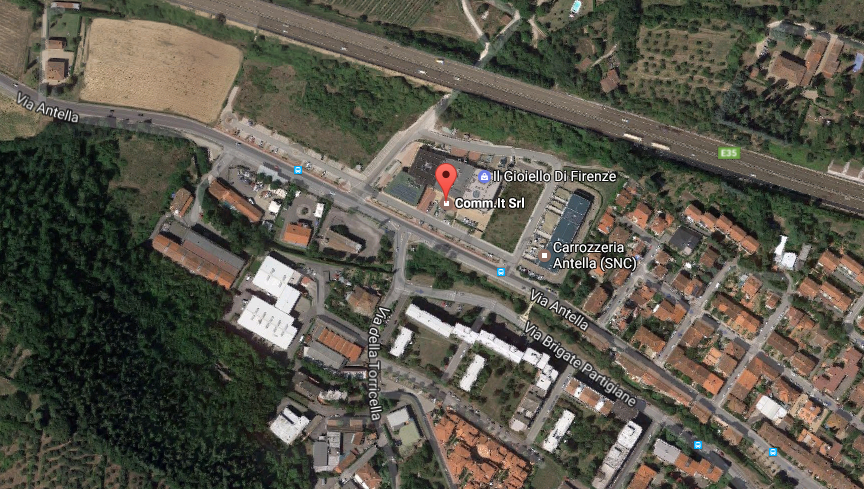 Via Antella
E35
Il Gioiello Di Firenze
Comm.It Srl
Carrozzeria
Antella (SNC)
Via Antella
Via Brigate Partigiane
Via della Torricella